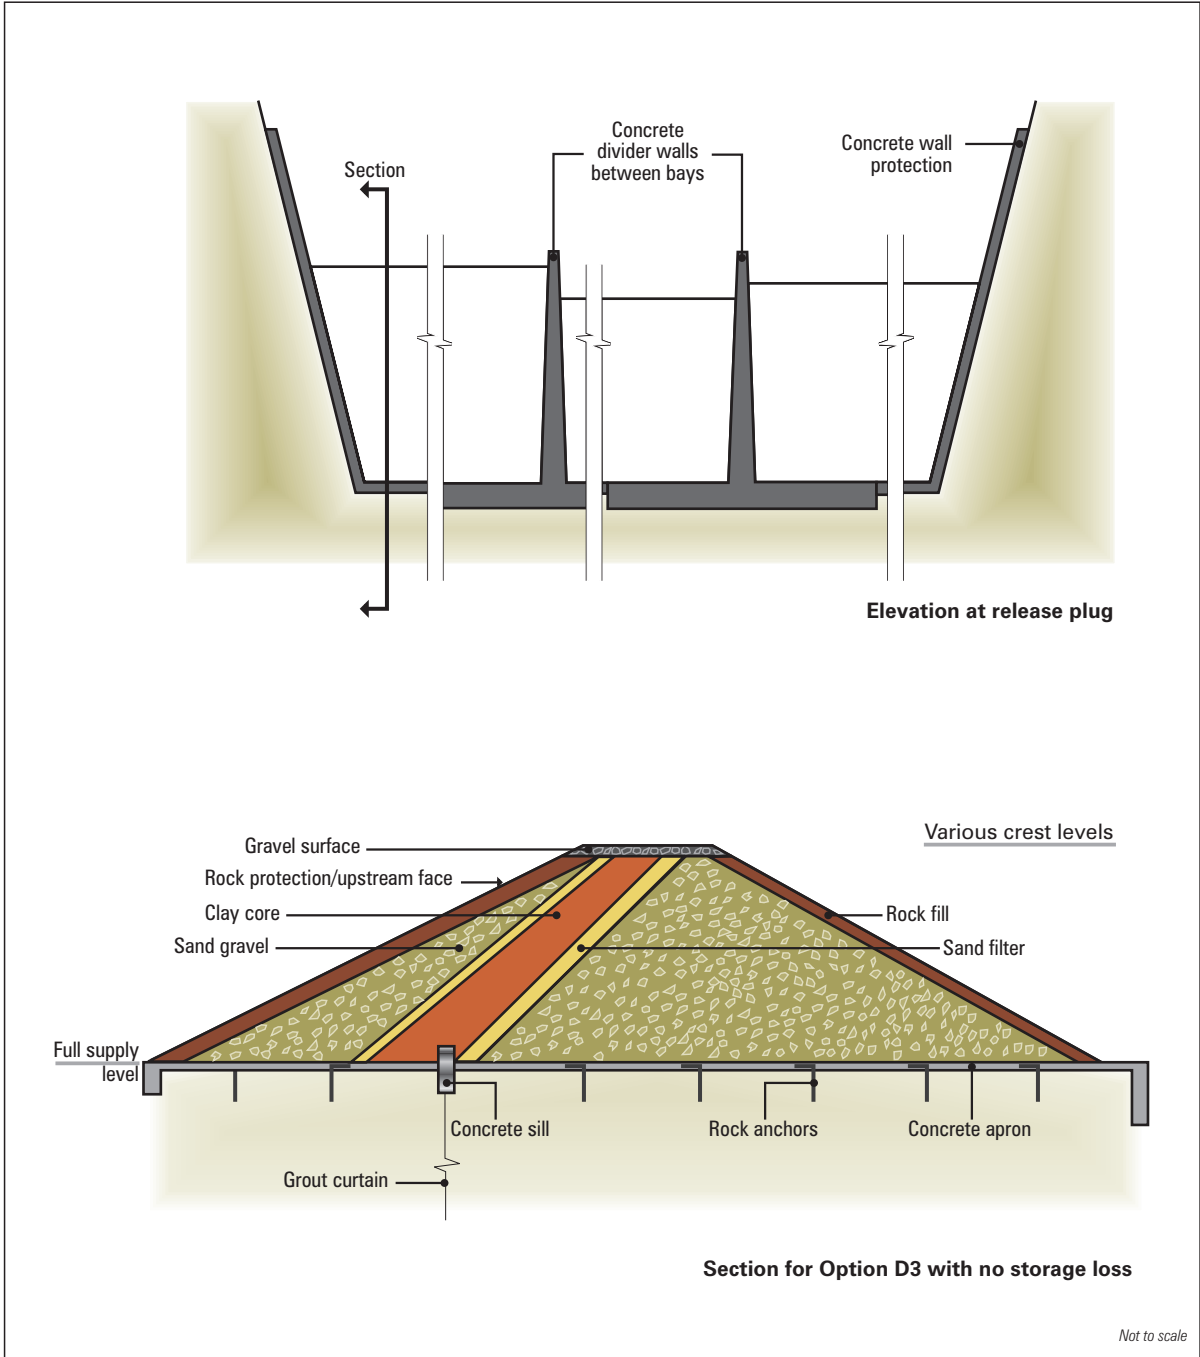 Concrete
divider walls
between bays
Concrete wall
protection
Section
Elevation at release plug
Various crest levels
Gravel surface
Rock protection/upstream face
Clay core
Rock fill
Sand gravel
Sand filter
Full supply
level
Concrete sill
Rock anchors
Concrete apron
Grout curtain
Section for Option D3 with no storage loss
Not to scale